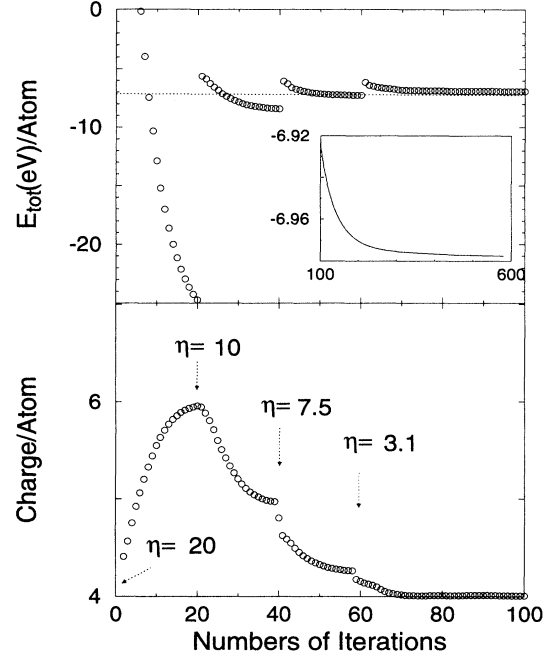 0
-10
-20
E_tot(eV)/Atom
-6.92
-6.96
100
600
η= 10
η= 7.5
η= 3.1
η= 20
6
4
Charge/Atom
0
20
40
60
80
100
Numbers of Iterations